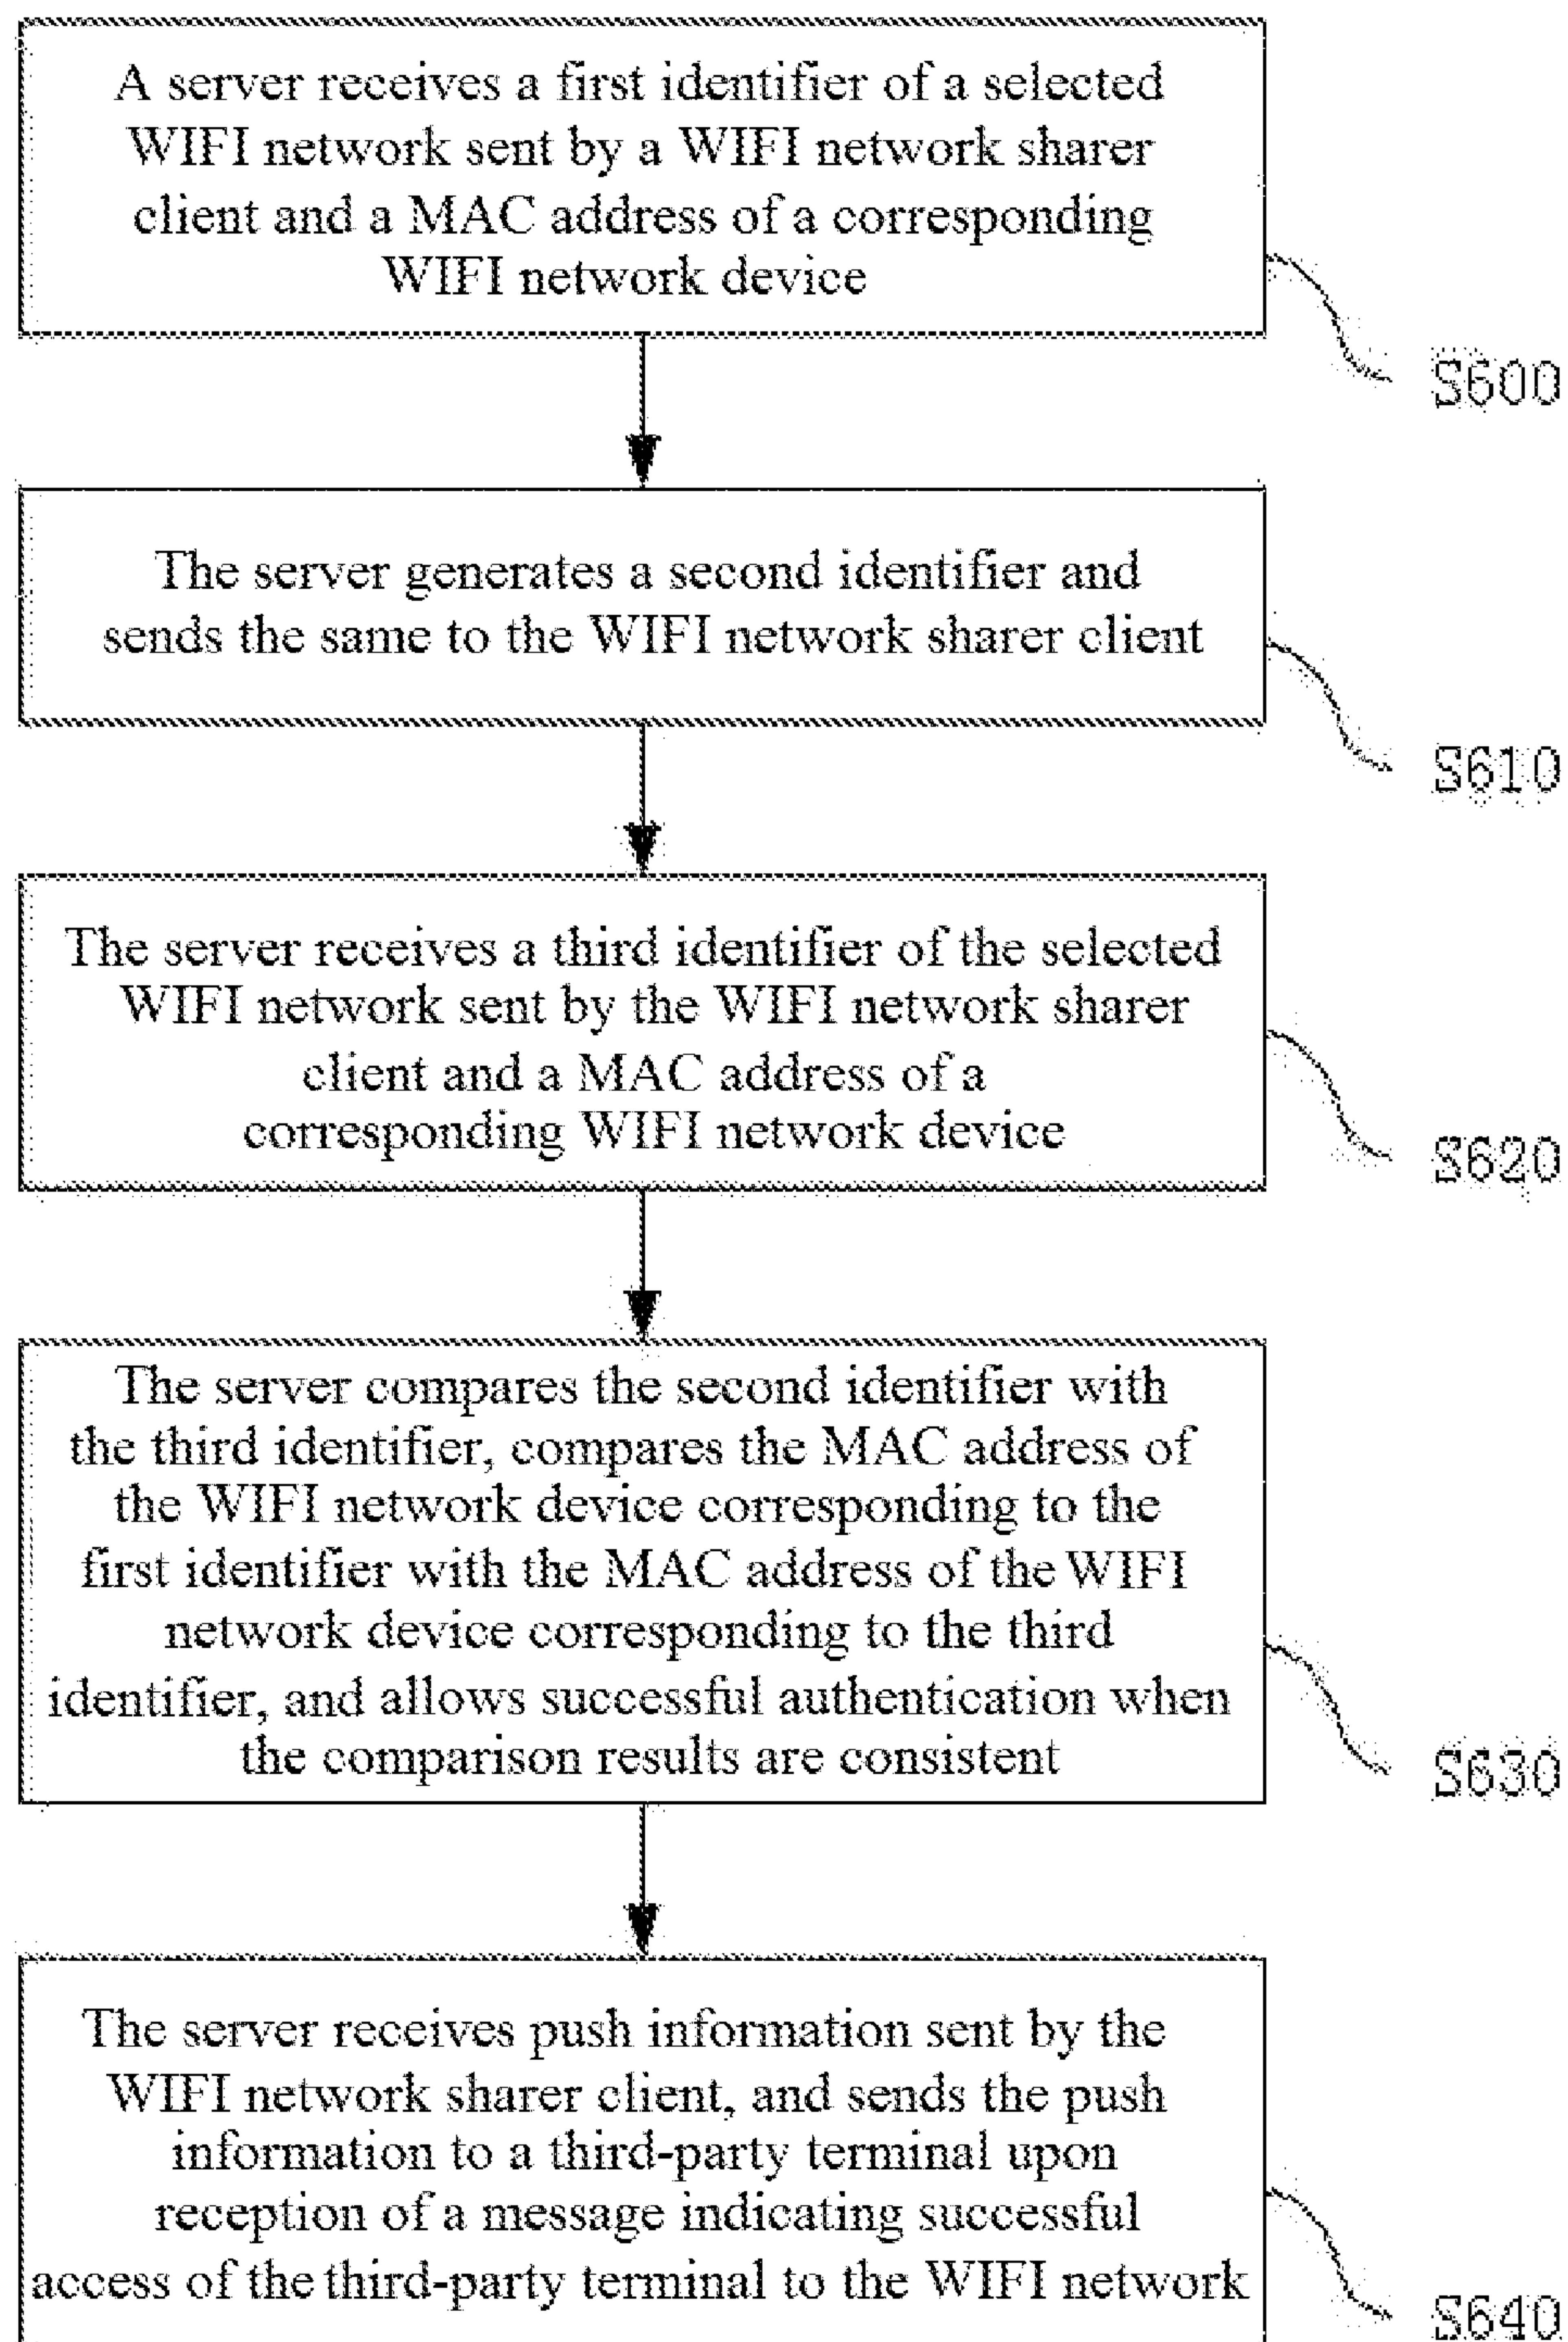 A server receives a first identifier of a selected
WIFI network sent by a WIFI network sharer
client and a MAC address of a corresponding
WIFI network device
S600
The server generates a second identifier and
sends the same to the WIFI network sharer client
S610
The server receives a third identifier of the selected
WIFI network sent by the WIFI network sharer
client and a MAC address of a
corresponding WIFI network device
S620
The server compares the second identifier with
the third identifier, compares the MAC address of
the WIFI network device corresponding to the
first identifier with the MAC address of the WIFI
network device corresponding to the third
identifier, and allows successful authentication when
the comparison results are consistent
S630
The server receives push information sent by the
WIFI network sharer client, and sends the push
information to a third-party terminal upon
reception of a message indicating successful
access of the third-party terminal to the WIFI network
S640